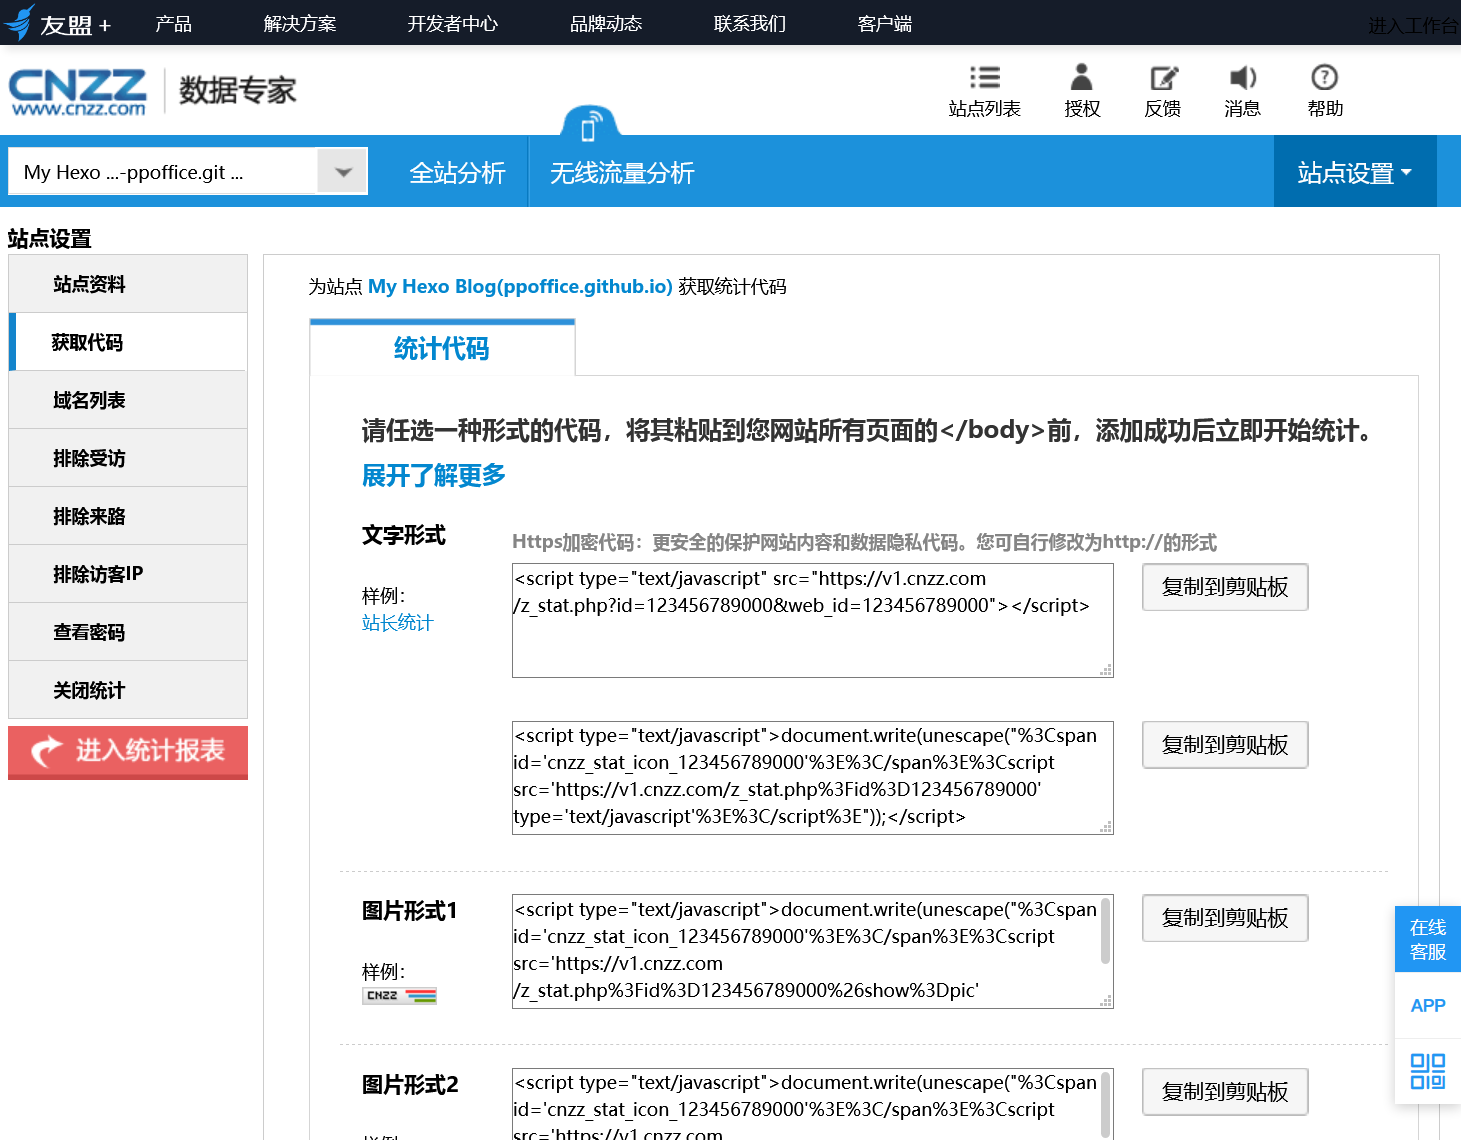 友盟+ 产品 解决方案 开发者中心 品牌动态 联系我们 客户端 进入工作台
CNZZ
www.cnzz.com
数据专家
站点列表 授权 反馈 消息 帮助
My Hexo ...-ppoffice.git ... 全站分析 无线流量分析 站点设置
站点设置
站点资料
获取代码
域名列表
排除受访
排除来路
排除访客IP
查看密码
关闭统计
进入统计报表
为站点 My Hexo Blog(ppoffice.github.io) 获取统计代码
统计代码
请任选一种形式的代码，将其粘贴到您网站所有页面的</body>前，添加成功后立即开始统计。
展开了解更多
文字形式
样例：
站长统计
Https加密代码：更安全的保护网站内容和数据隐私代码。您可自行修改为http://的形式
<script type="text/javascript" src="https://v1.cnzz.com
/z_stat.php?id=123456789000&web_id=123456789000"></script>
复制到剪贴板
<script type="text/javascript">document.write(unescape("%3Cspan
id='cnzz_stat_icon_123456789000'%3E%3C/span%3E%3Cscript
src='https://v1.cnzz.com/z_stat.php%3Fid%3D123456789000'
type='text/javascript'%3E%3C/script%3E"));</script>
复制到剪贴板
图片形式1
样例：
CNZZ
<script type="text/javascript">document.write(unescape("%3Cspan
id='cnzz_stat_icon_123456789000'%3E%3C/span%3E%3Cscript
src='https://v1.cnzz.com
/z_stat.php%3Fid%3D123456789000%26show%3Dpic'
复制到剪贴板
图片形式2
样例：
<script type="text/javascript">document.write(unescape("%3Cspan
id='cnzz_stat_icon_123456789000'%3E%3C/span%3E%3Cscript
src='https://v1.cnzz.com
复制到剪贴板
在线
客服
APP